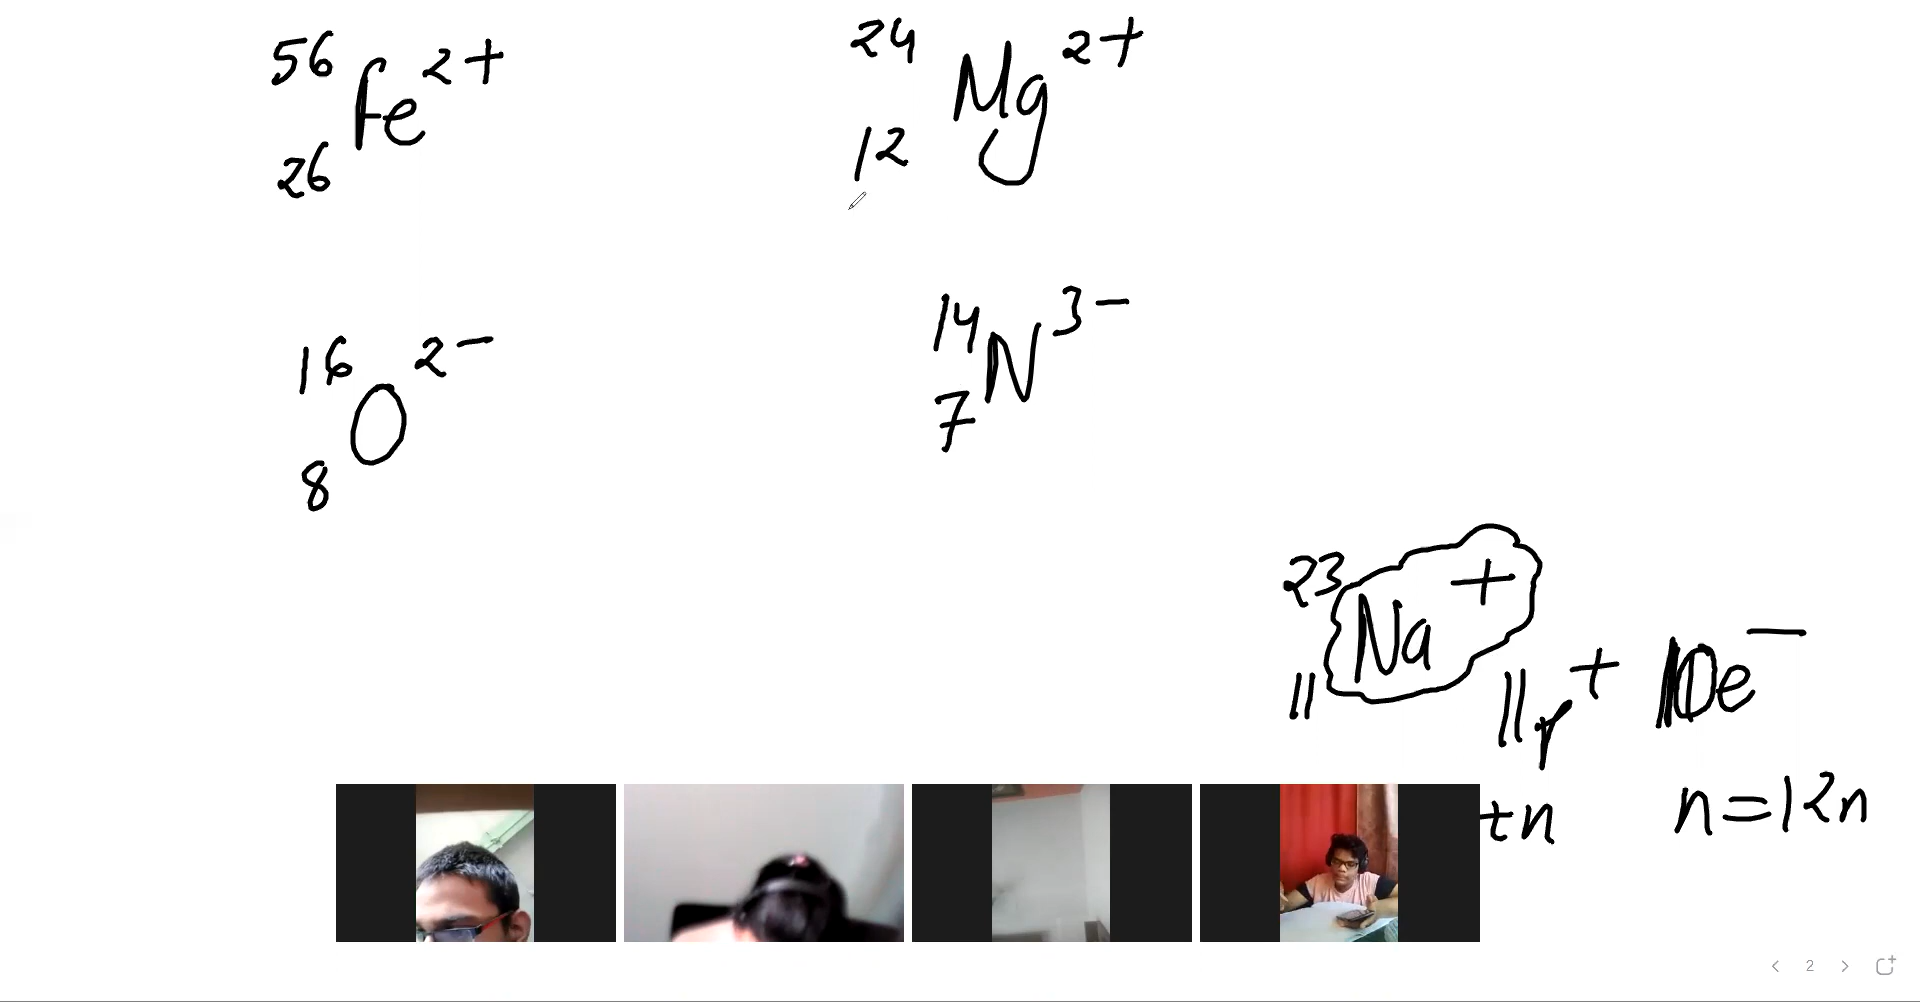 56 Fe 2+
26
24 Mg 2+
12
16 O 2-
8
14 N 3-
7
23 Na +
11
11p+ 10e-
+n n=12n
2